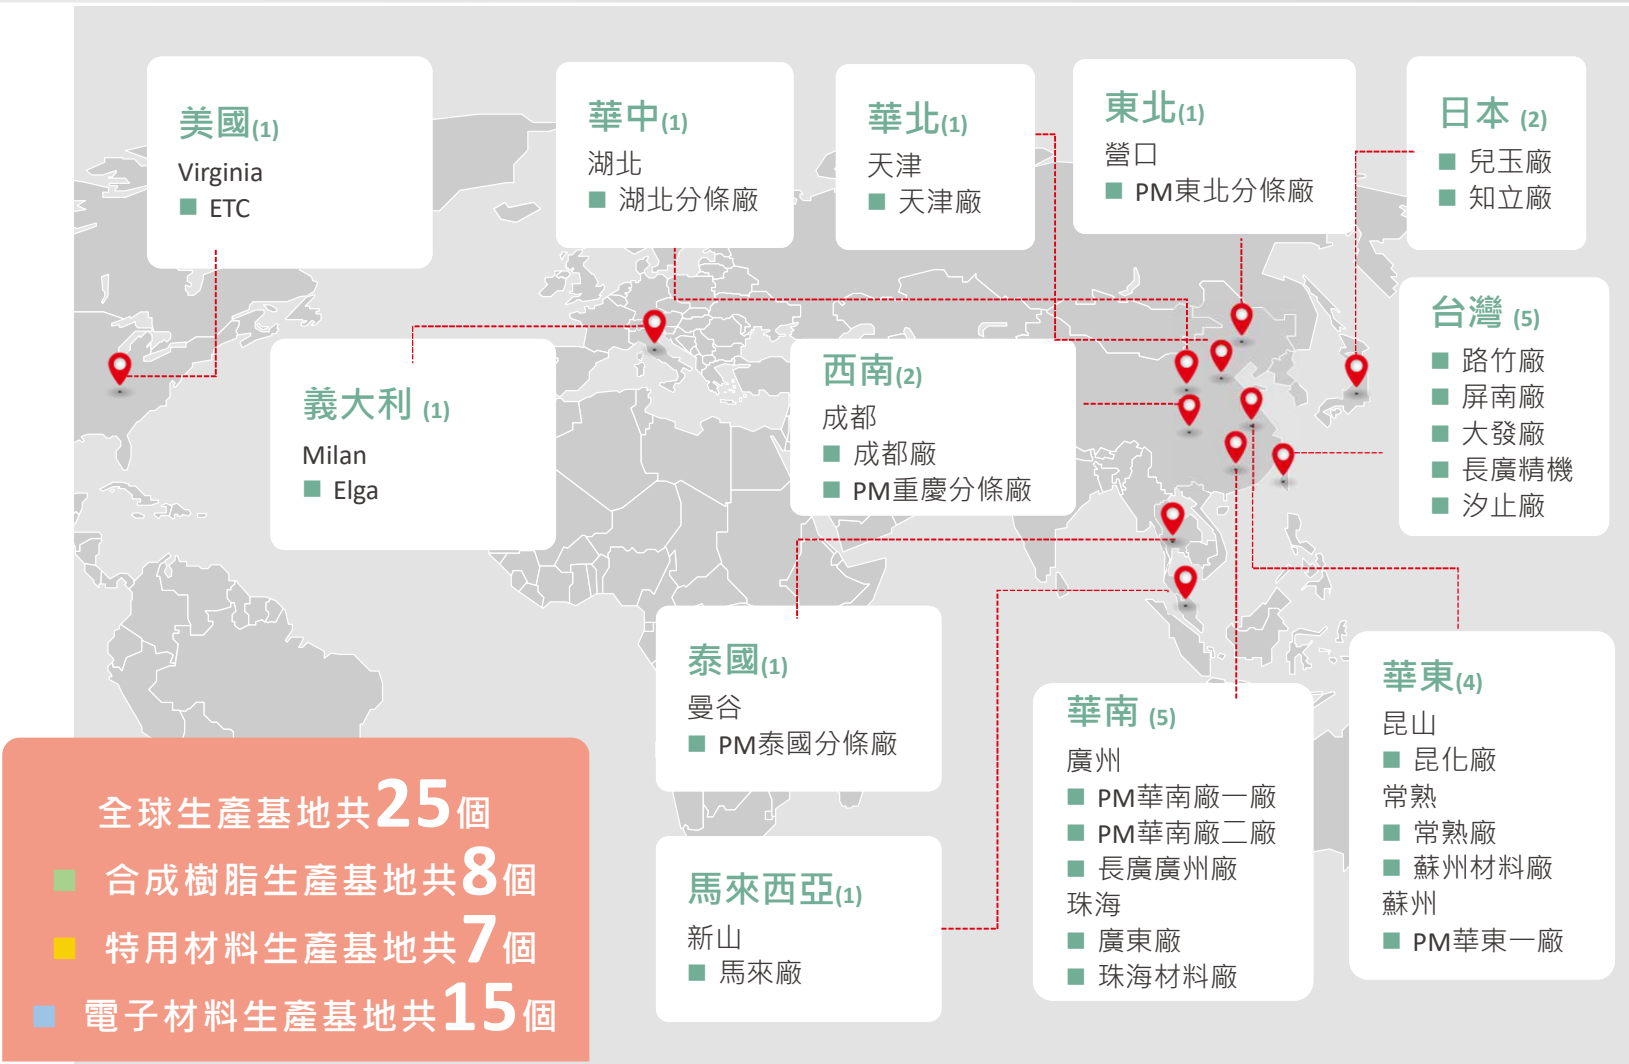 美國(1)
Virginia
■ ETC
華中(1)
湖北
■ 湖北分條廠
華北(1)
天津
■ 天津廠
東北(1)
營口
■ PM東北分條廠
日本 (2)
■ 兒玉廠
■ 知立廠
義大利 (1)
Milan
■ Elga
西南(2)
成都
■ 成都廠
■ PM重慶分條廠
台灣 (5)
■ 路竹廠
■ 屏南廠
■ 大發廠
■ 長廣精機
■ 汐止廠
泰國(1)
曼谷
■ PM泰國分條廠
馬來西亞(1)
新山
■ 馬來廠
華南 (5)
廣州
■ PM華南廠一廠
■ PM華南廠二廠
■ 長廣廣州廠
珠海
■ 廣東廠
■ 珠海材料廠
華東(4)
昆山
■ 昆化廠
常熟
■ 常熟廠
■ 蘇州材料廠
蘇州
■ PM華東一廠
全球生產基地共25個
■ 合成樹脂生產基地共8個
■ 特用材料生產基地共7個
■ 電子材料生產基地共15個